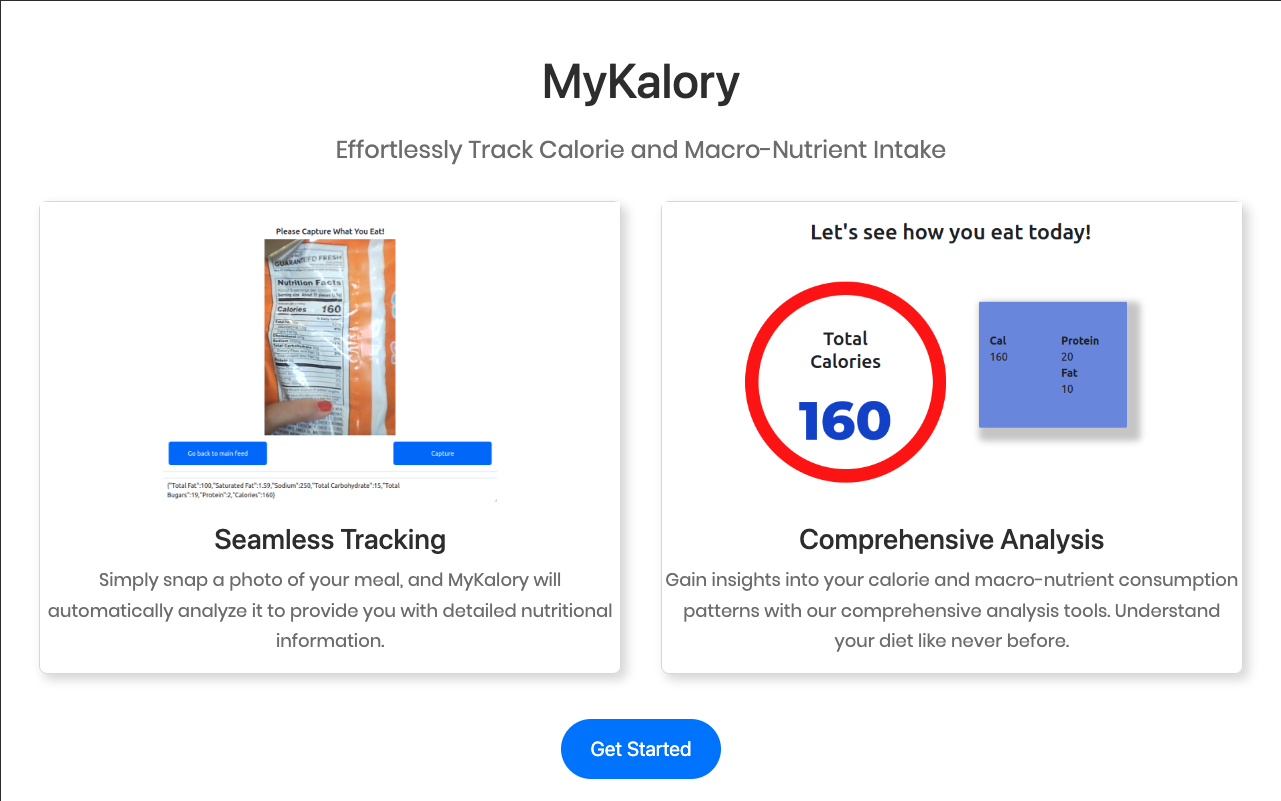 MyKalory
Effortlessly Track Calorie and Macro-Nutrient Intake
Please Capture What You Eat!
GUARANTEED FRESH
Nutrition Facts
Calories 160
Go back to main feed
Capture
{"Total Fat":100,"Saturated Fat":1.59,"Sodium":250,"Total Carbohydrate":15,"Total
Bugars":19,"Protein":2,"Calories":160}
Seamless Tracking
Simply snap a photo of your meal, and MyKalory will
automatically analyze it to provide you with detailed nutritional
information.
Let's see how you eat today!
Total
Calories
160
Cal
160
Protein
20
Fat
10
Comprehensive Analysis
Gain insights into your calorie and macro-nutrient consumption
patterns with our comprehensive analysis tools. Understand
your diet like never before.
Get Started